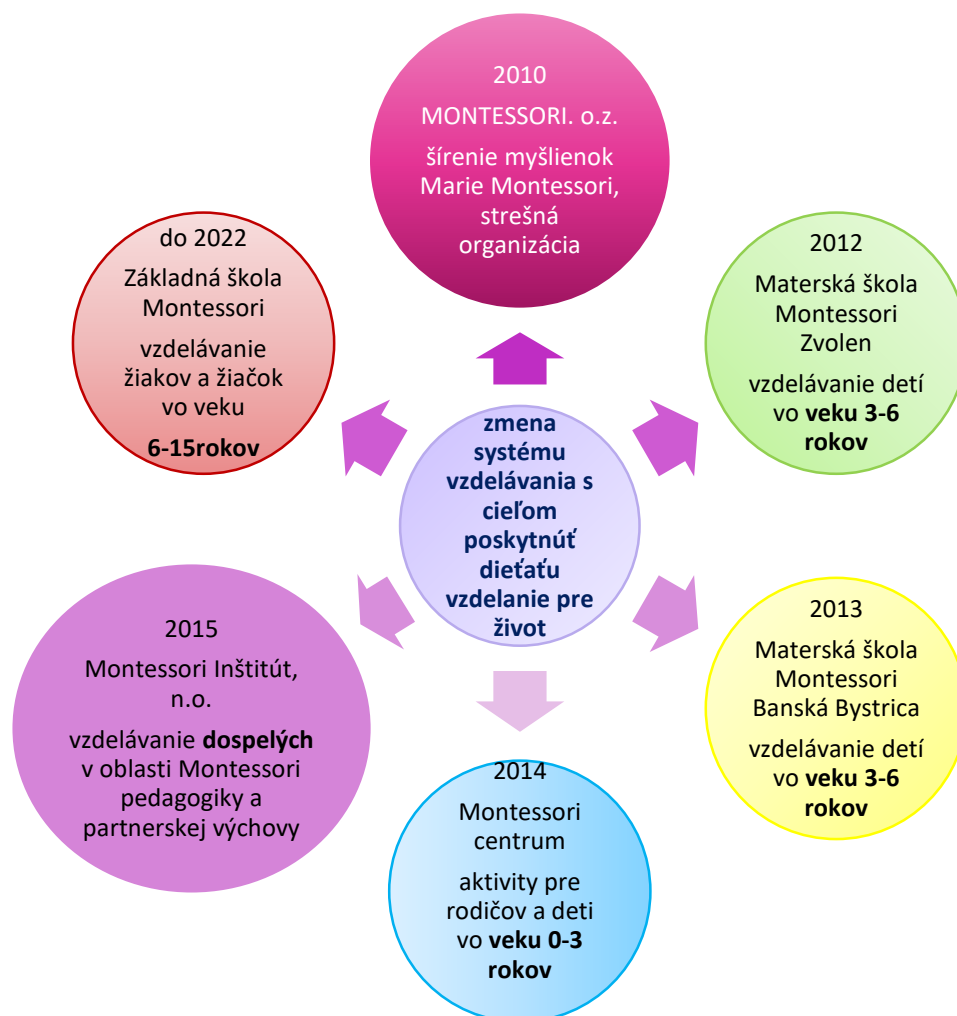 2010
MONTESSORI. o.z.
šírenie myšlienok
Marie Montessori,
strešná
organizácia
2012
Materská škola
Montessori
Zvolen
vzdelávanie detí
vo veku 3-6
rokov
2013
Materská škola
Montessori
Banská Bystrica
vzdelávanie detí
vo veku 3-6
rokov
2014
Montessori
centrum
aktivity pre
rodičov a deti
vo veku 0-3
rokov
2015
Montessori Inštitút,
n.o.
vzdelávanie dospelých
v oblasti Montessori
pedagogiky a
partnerskej výchovy
do 2022
Základná škola
Montessori
vzdelávanie
žiakov a žiačok
vo veku
6-15rokov
zmena
systému
vzdelávania s
cieľom
poskytnúť
dieťaťu
vzdelanie pre
život